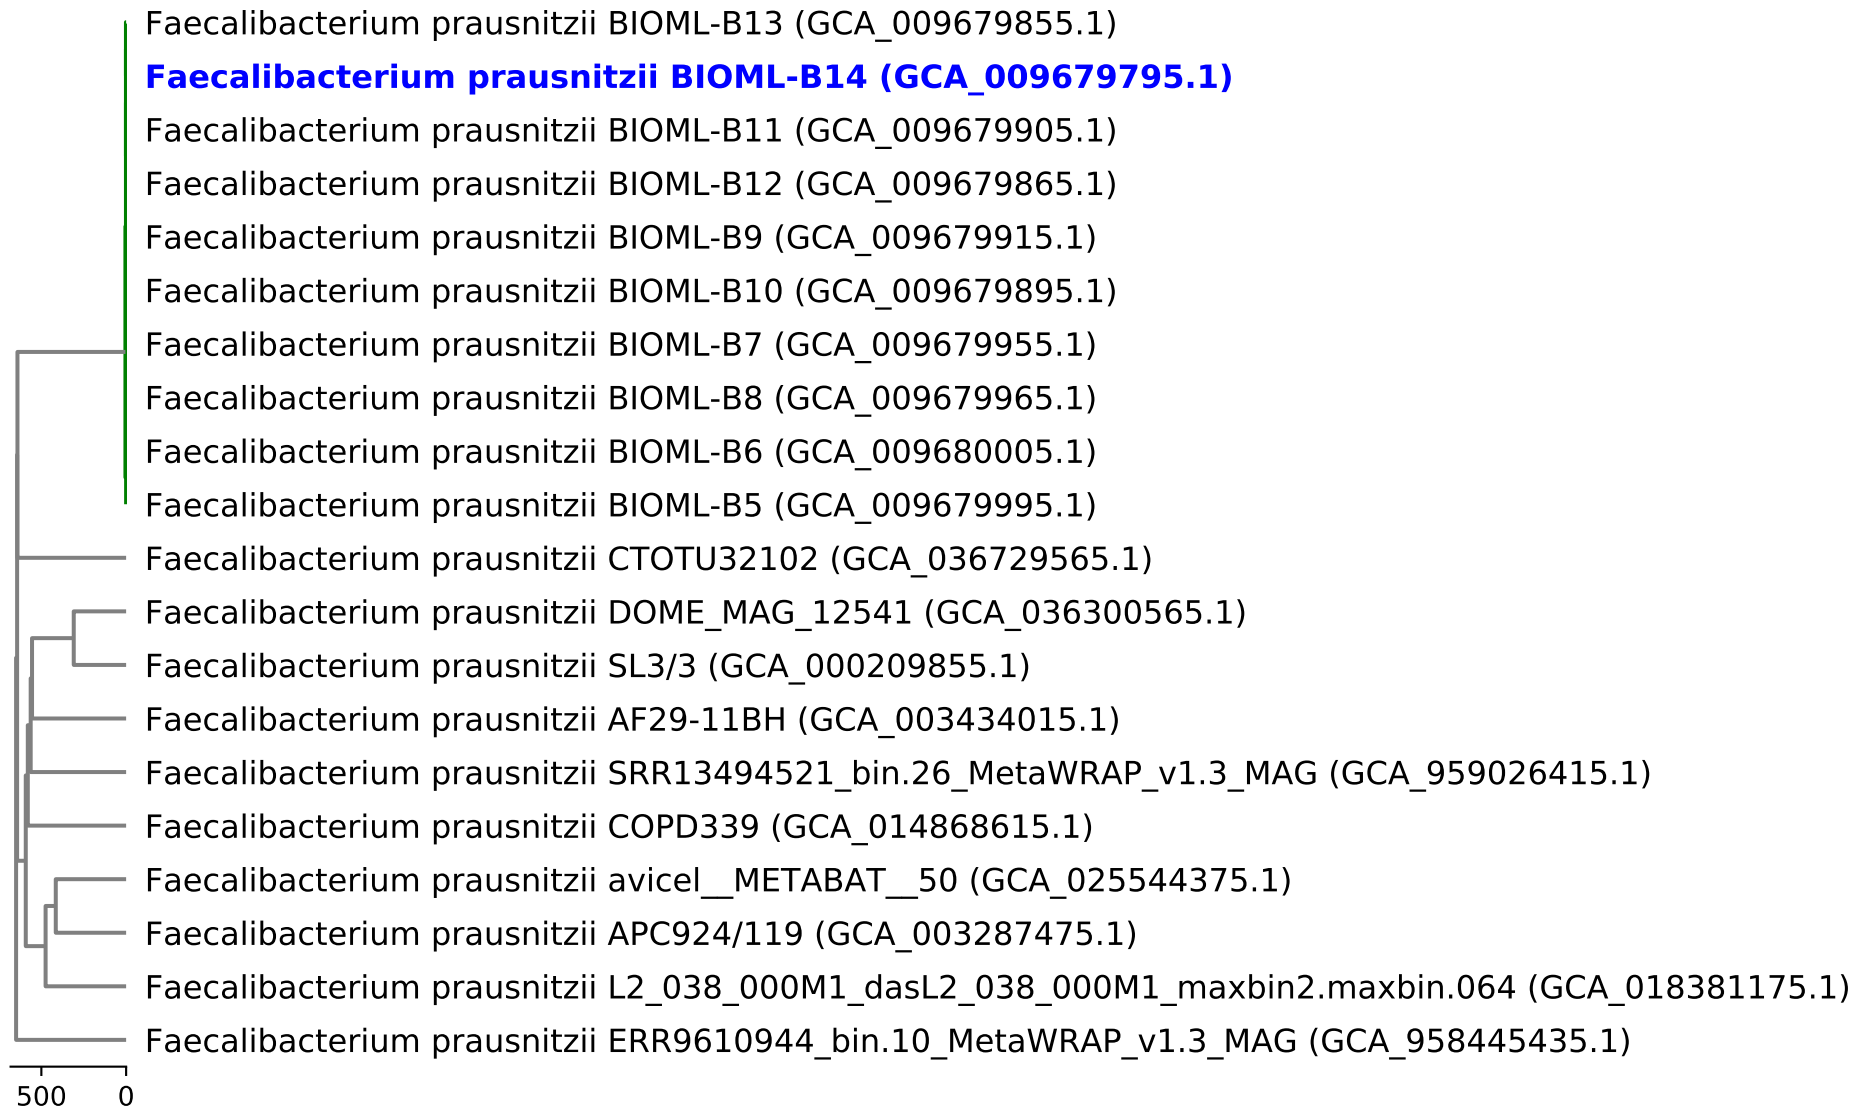 Faecalibacterium prausnitzii BIOML-B13 (GCA_009679855.1)
Faecalibacterium prausnitzii BIOML-B14 (GCA_009679795.1)
Faecalibacterium prausnitzii BIOML-B11 (GCA_009679905.1)
Faecalibacterium prausnitzii BIOML-B12 (GCA_009679865.1)
Faecalibacterium prausnitzii BIOML-B9 (GCA_009679915.1)
Faecalibacterium prausnitzii BIOML-B10 (GCA_009679895.1)
Faecalibacterium prausnitzii BIOML-B7 (GCA_009679955.1)
Faecalibacterium prausnitzii BIOML-B8 (GCA_009679965.1)
Faecalibacterium prausnitzii BIOML-B6 (GCA_009680005.1)
Faecalibacterium prausnitzii BIOML-B5 (GCA_009679995.1)
Faecalibacterium prausnitzii CTOTU32102 (GCA_036729565.1)
Faecalibacterium prausnitzii DOME_MAG_12541 (GCA_036300565.1)
Faecalibacterium prausnitzii SL3/3 (GCA_000209855.1)
Faecalibacterium prausnitzii AF29-11BH (GCA_003434015.1)
Faecalibacterium prausnitzii SRR13494521_bin.26_MetaWRAP_v1.3_MAG (GCA_959026415.1)
Faecalibacterium prausnitzii COPD339 (GCA_014868615.1)
Faecalibacterium prausnitzii avicel__METABAT__50 (GCA_025544375.1)
Faecalibacterium prausnitzii APC924/119 (GCA_003287475.1)
Faecalibacterium prausnitzii L2_038_000M1_dasL2_038_000M1_maxbin2.maxbin.064 (GCA_018381175.1)
Faecalibacterium prausnitzii ERR9610944_bin.10_MetaWRAP_v1.3_MAG (GCA_958445435.1)
500 0